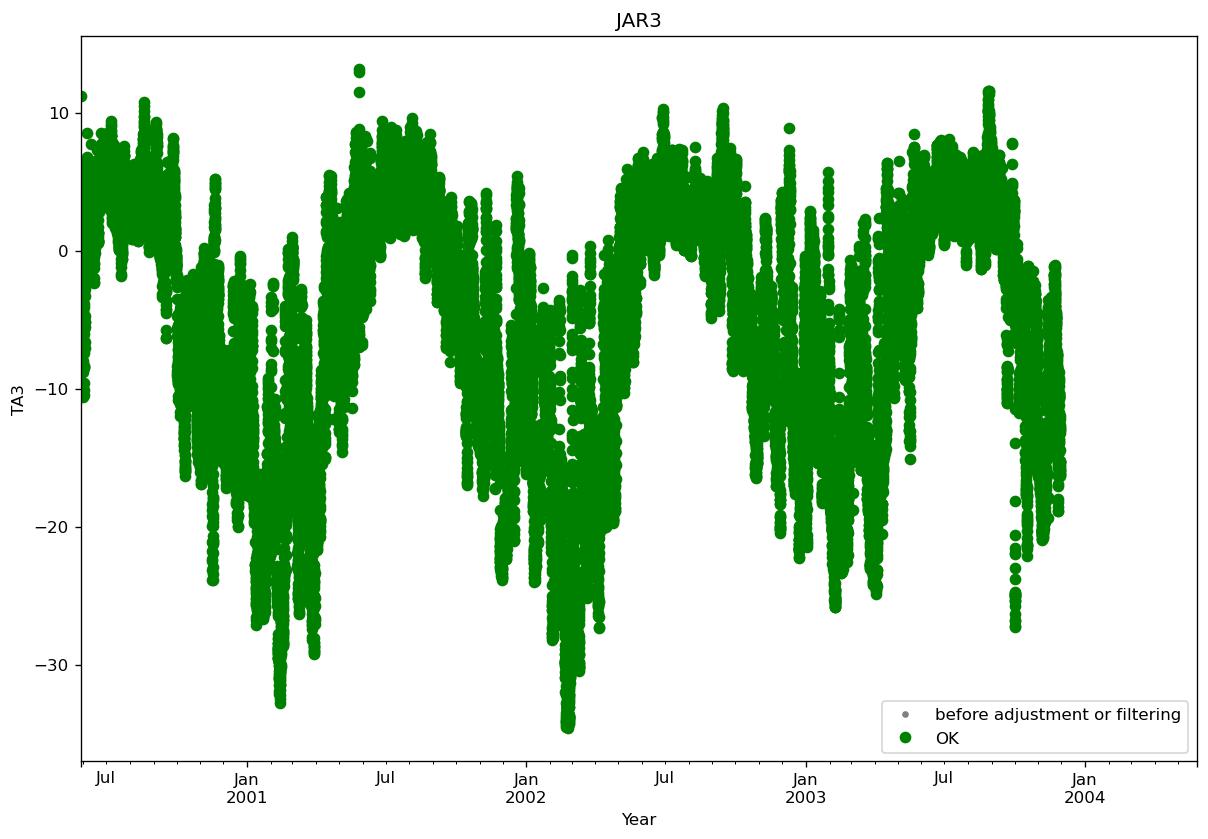 JAR3
TA3
10
0
−10
−20
−30
before adjustment or filtering
OK
Jul Jan Jul Jan Jul Jan Jul Jan
2001 2002 2003 2004
Year